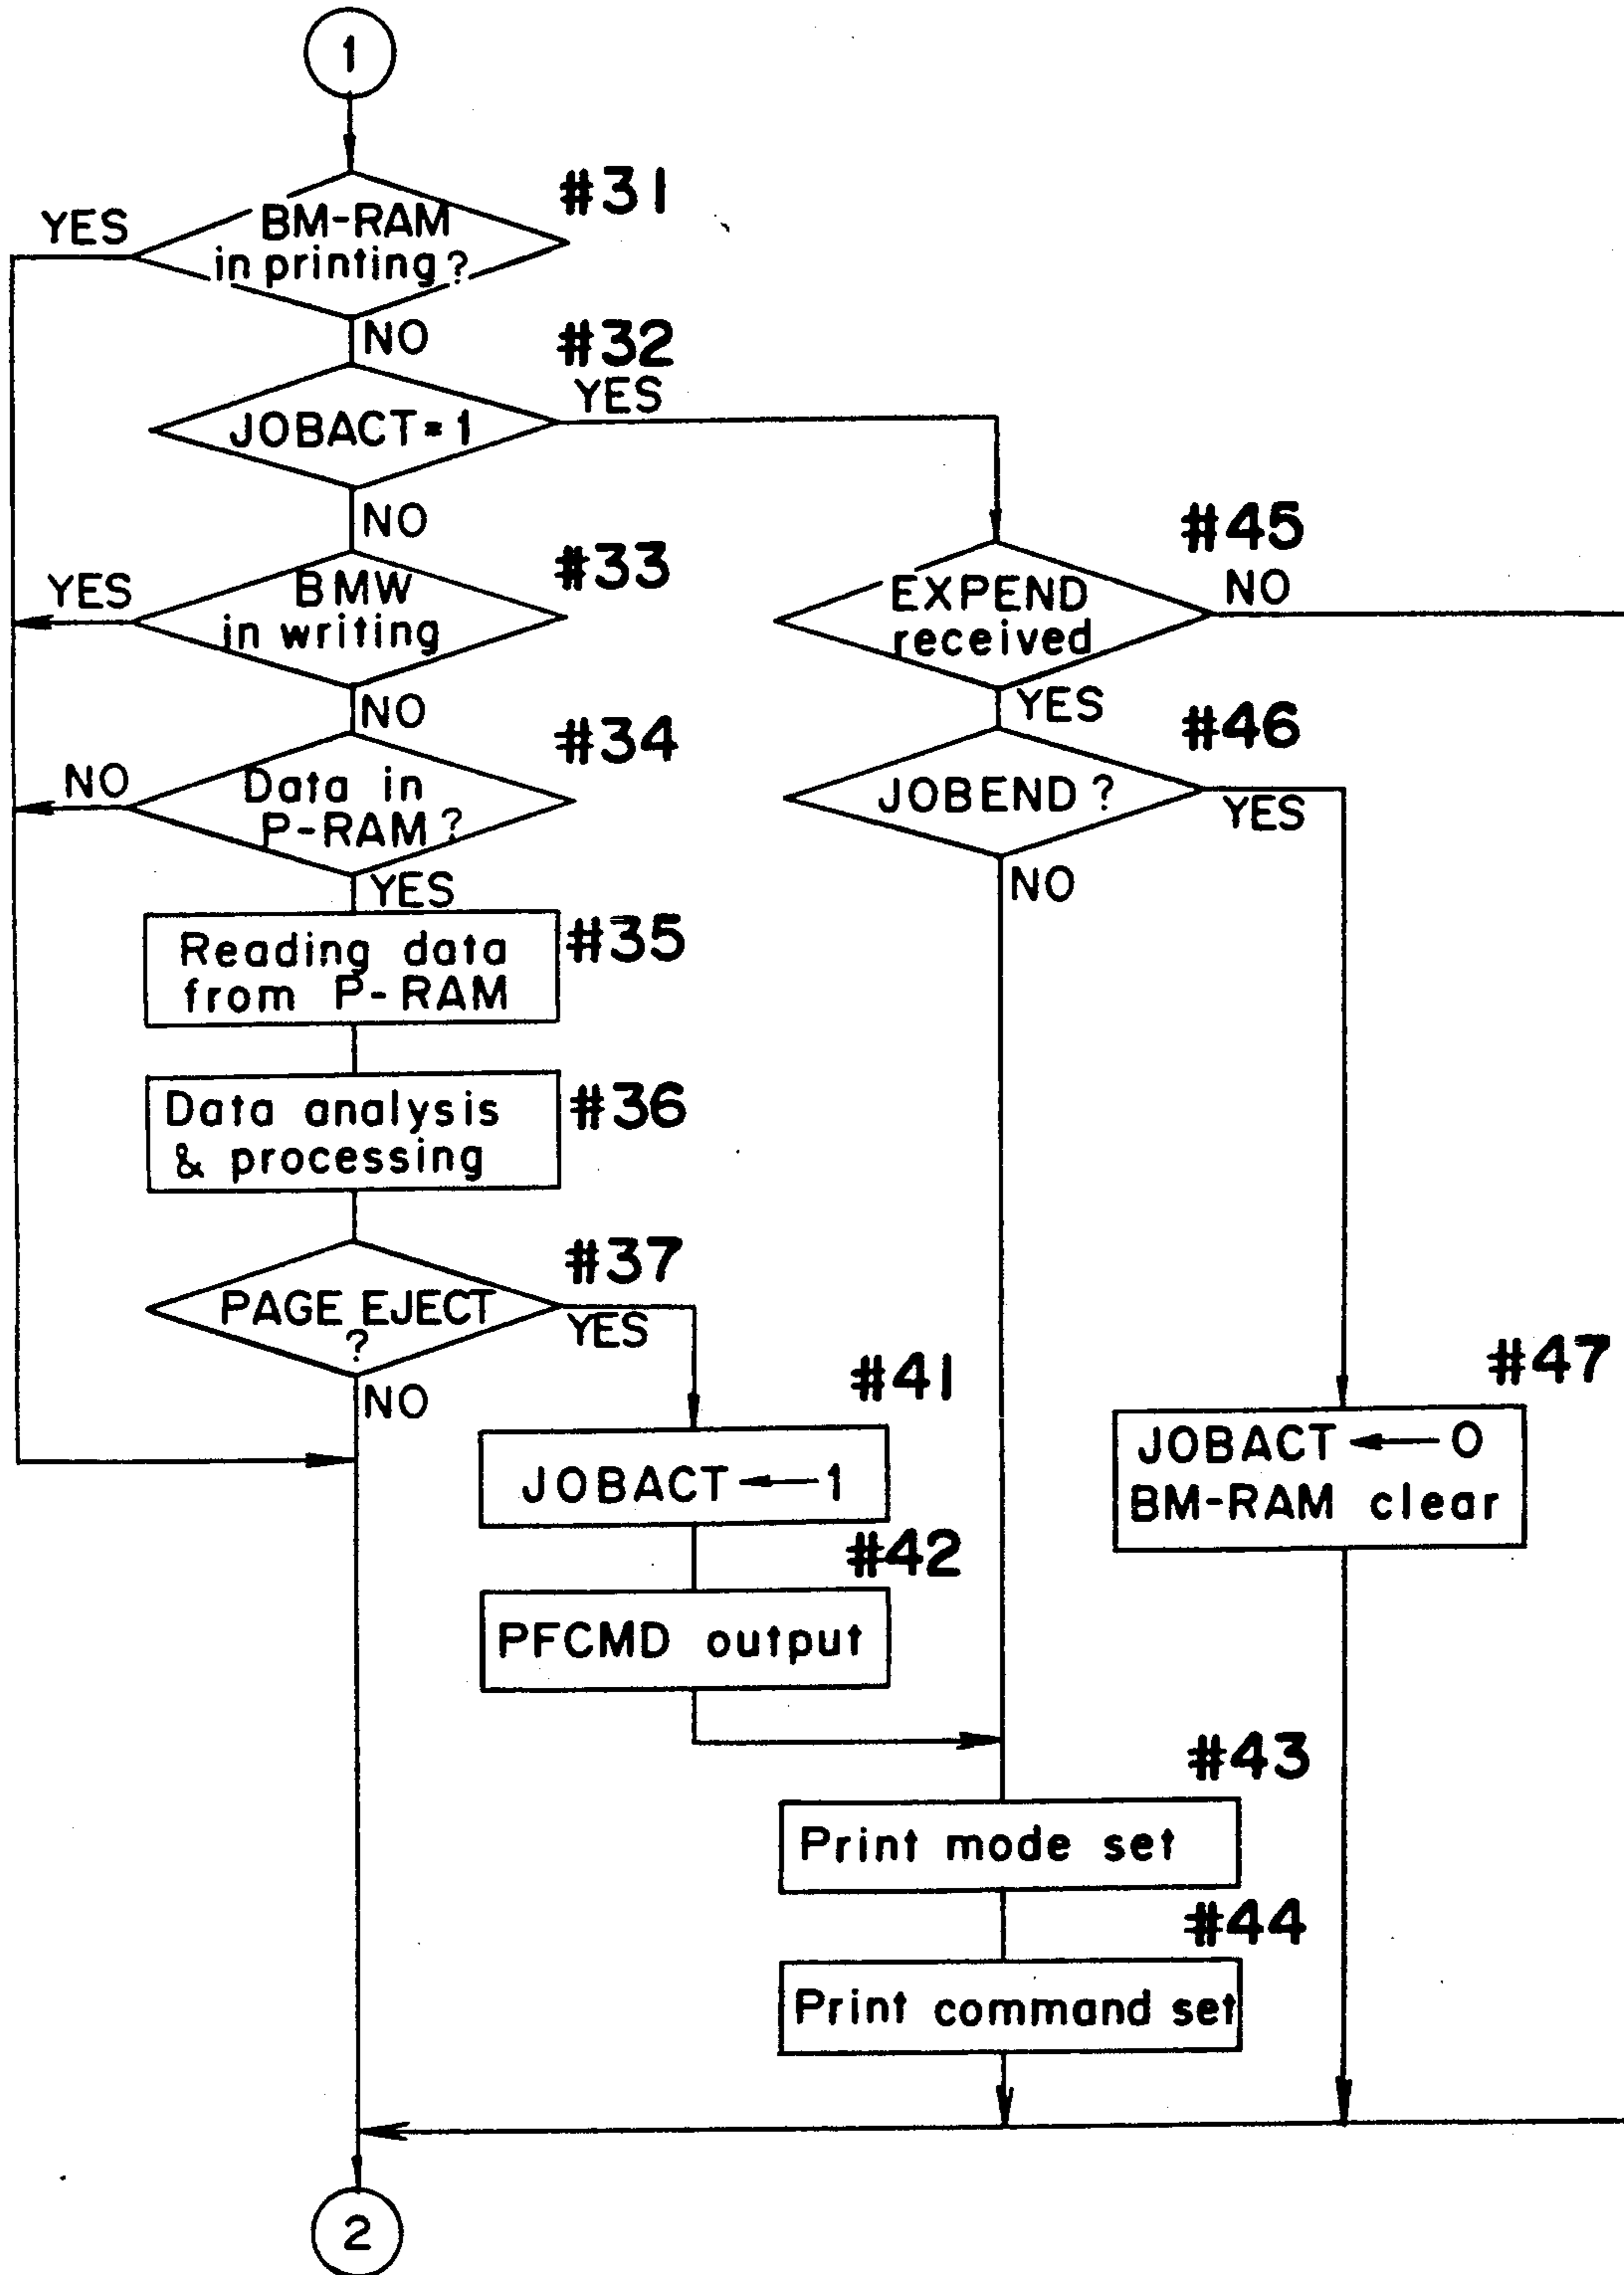 1
#31
YES
BM-RAM
in printing?
NO
#32
YES
JOBACT=1
NO
#33
YES
BMW
in writing
NO
#45
EXPEND
received
NO
YES
#34
NO
Data in
P-RAM?
YES
#46
JOBEND?
YES
NO
Reading data
from P-RAM
#35
Data analysis
& processing
#36
#37
PAGE EJECT
?
YES
NO
#41
JOBACT←1
#47
JOBACT←0
BM-RAM clear
#42
PFCMD output
#43
Print mode set
#44
Print command set
2